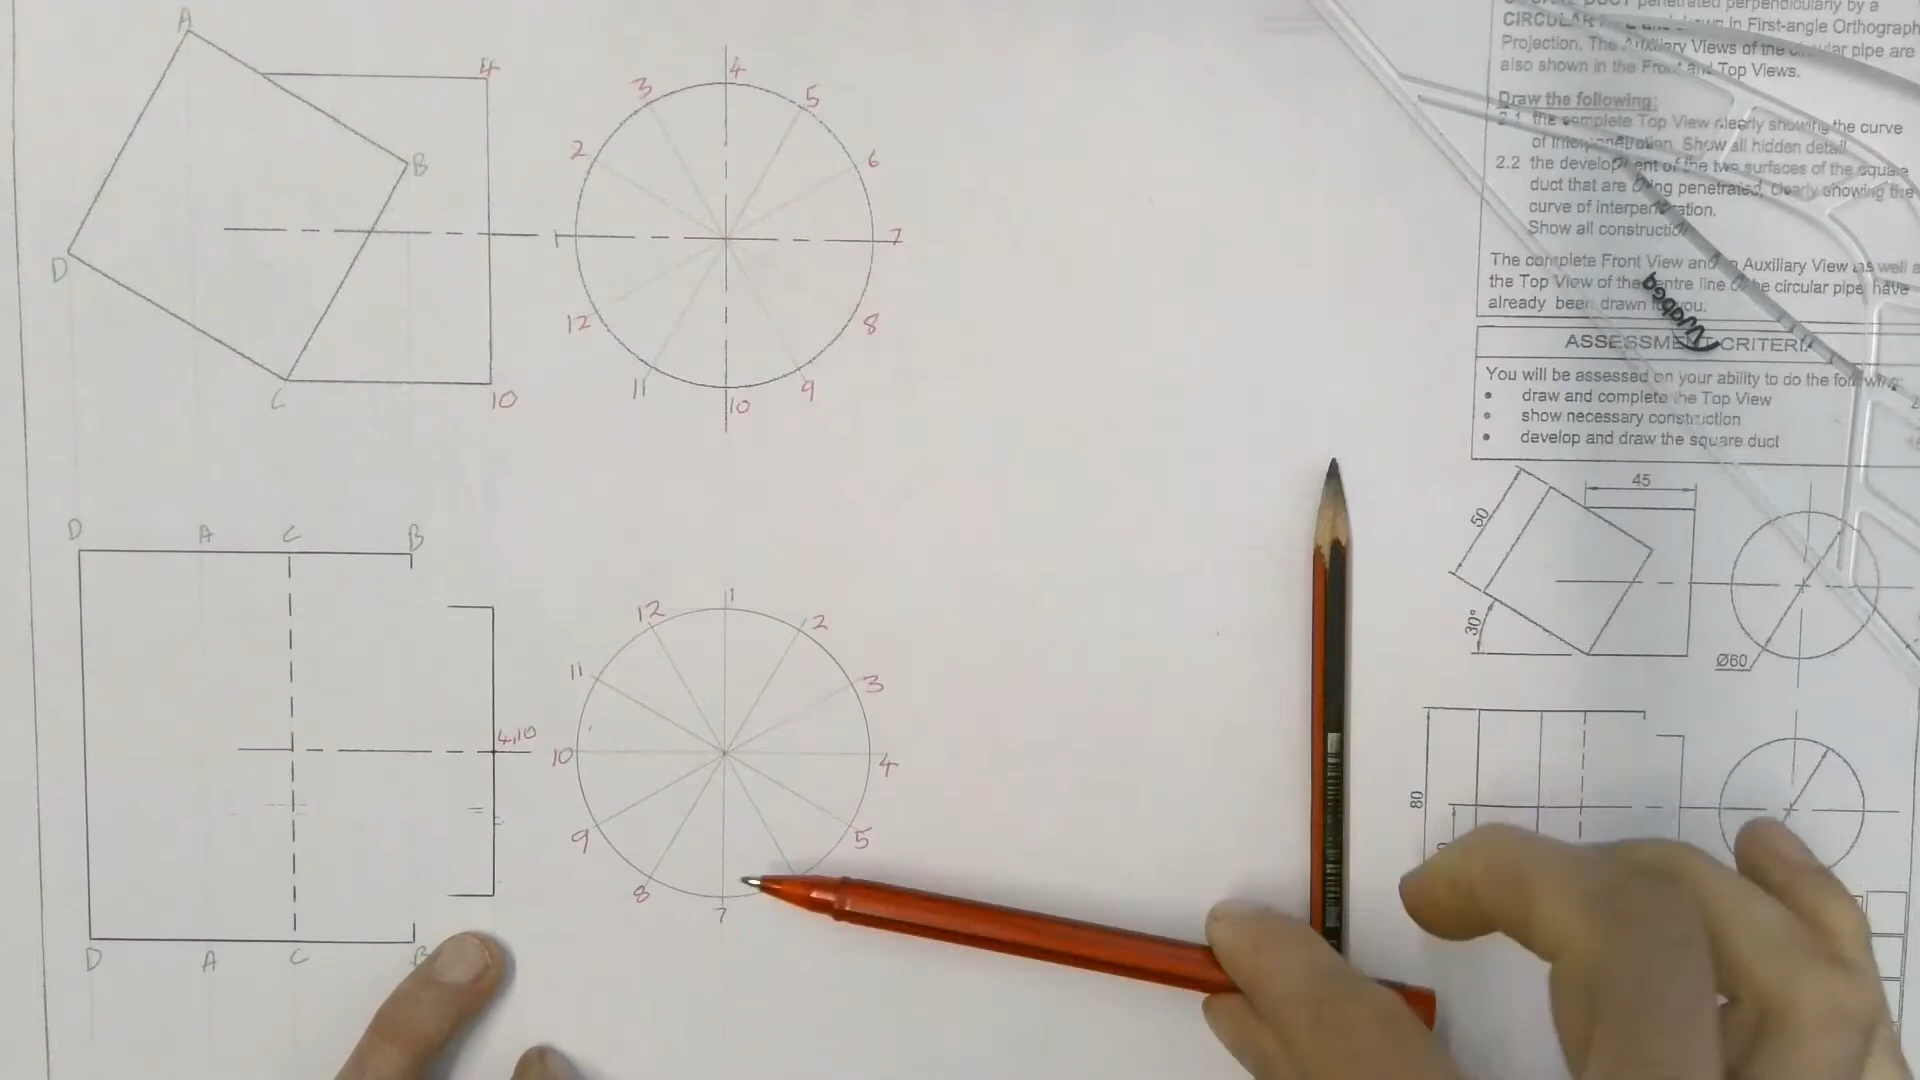 A
4
B
D
C
10
4
3
5
2
6
7
12
8
11
9
10
D A C B
4,10
D A C B
1
12
2
11
3
10
4
9
5
8
7
penetrated perpendicularly by a
CIRCULAR in First-angle Orthograph
Projection. The Auxiliary Views of the circular pipe are
also shown in the Front and Top Views.
Draw the following:
2.1 the complete Top View clearly showing the curve
of interpenetration. Show all hidden detail
2.2 the development of the two surfaces of the square
duct that are being penetrated, clearly showing the
curve of interpenetration.
Show all construction
The complete Front View and Auxiliary View as well a
the Top View of the centre line of the circular pipe have
already been drawn for you.
ASSESSMENT CRITERIA
You will be assessed on your ability to do the following:
• draw and complete the Top View
• show necessary construction
• develop and draw the square duct
45
50
30°
Ø60
80